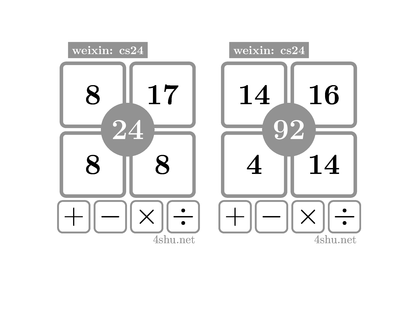 weixin: cs24
8 17
24
8 8
+ − × ÷
4shu.net
weixin: cs24
14 16
92
4 14
+ − × ÷
4shu.net